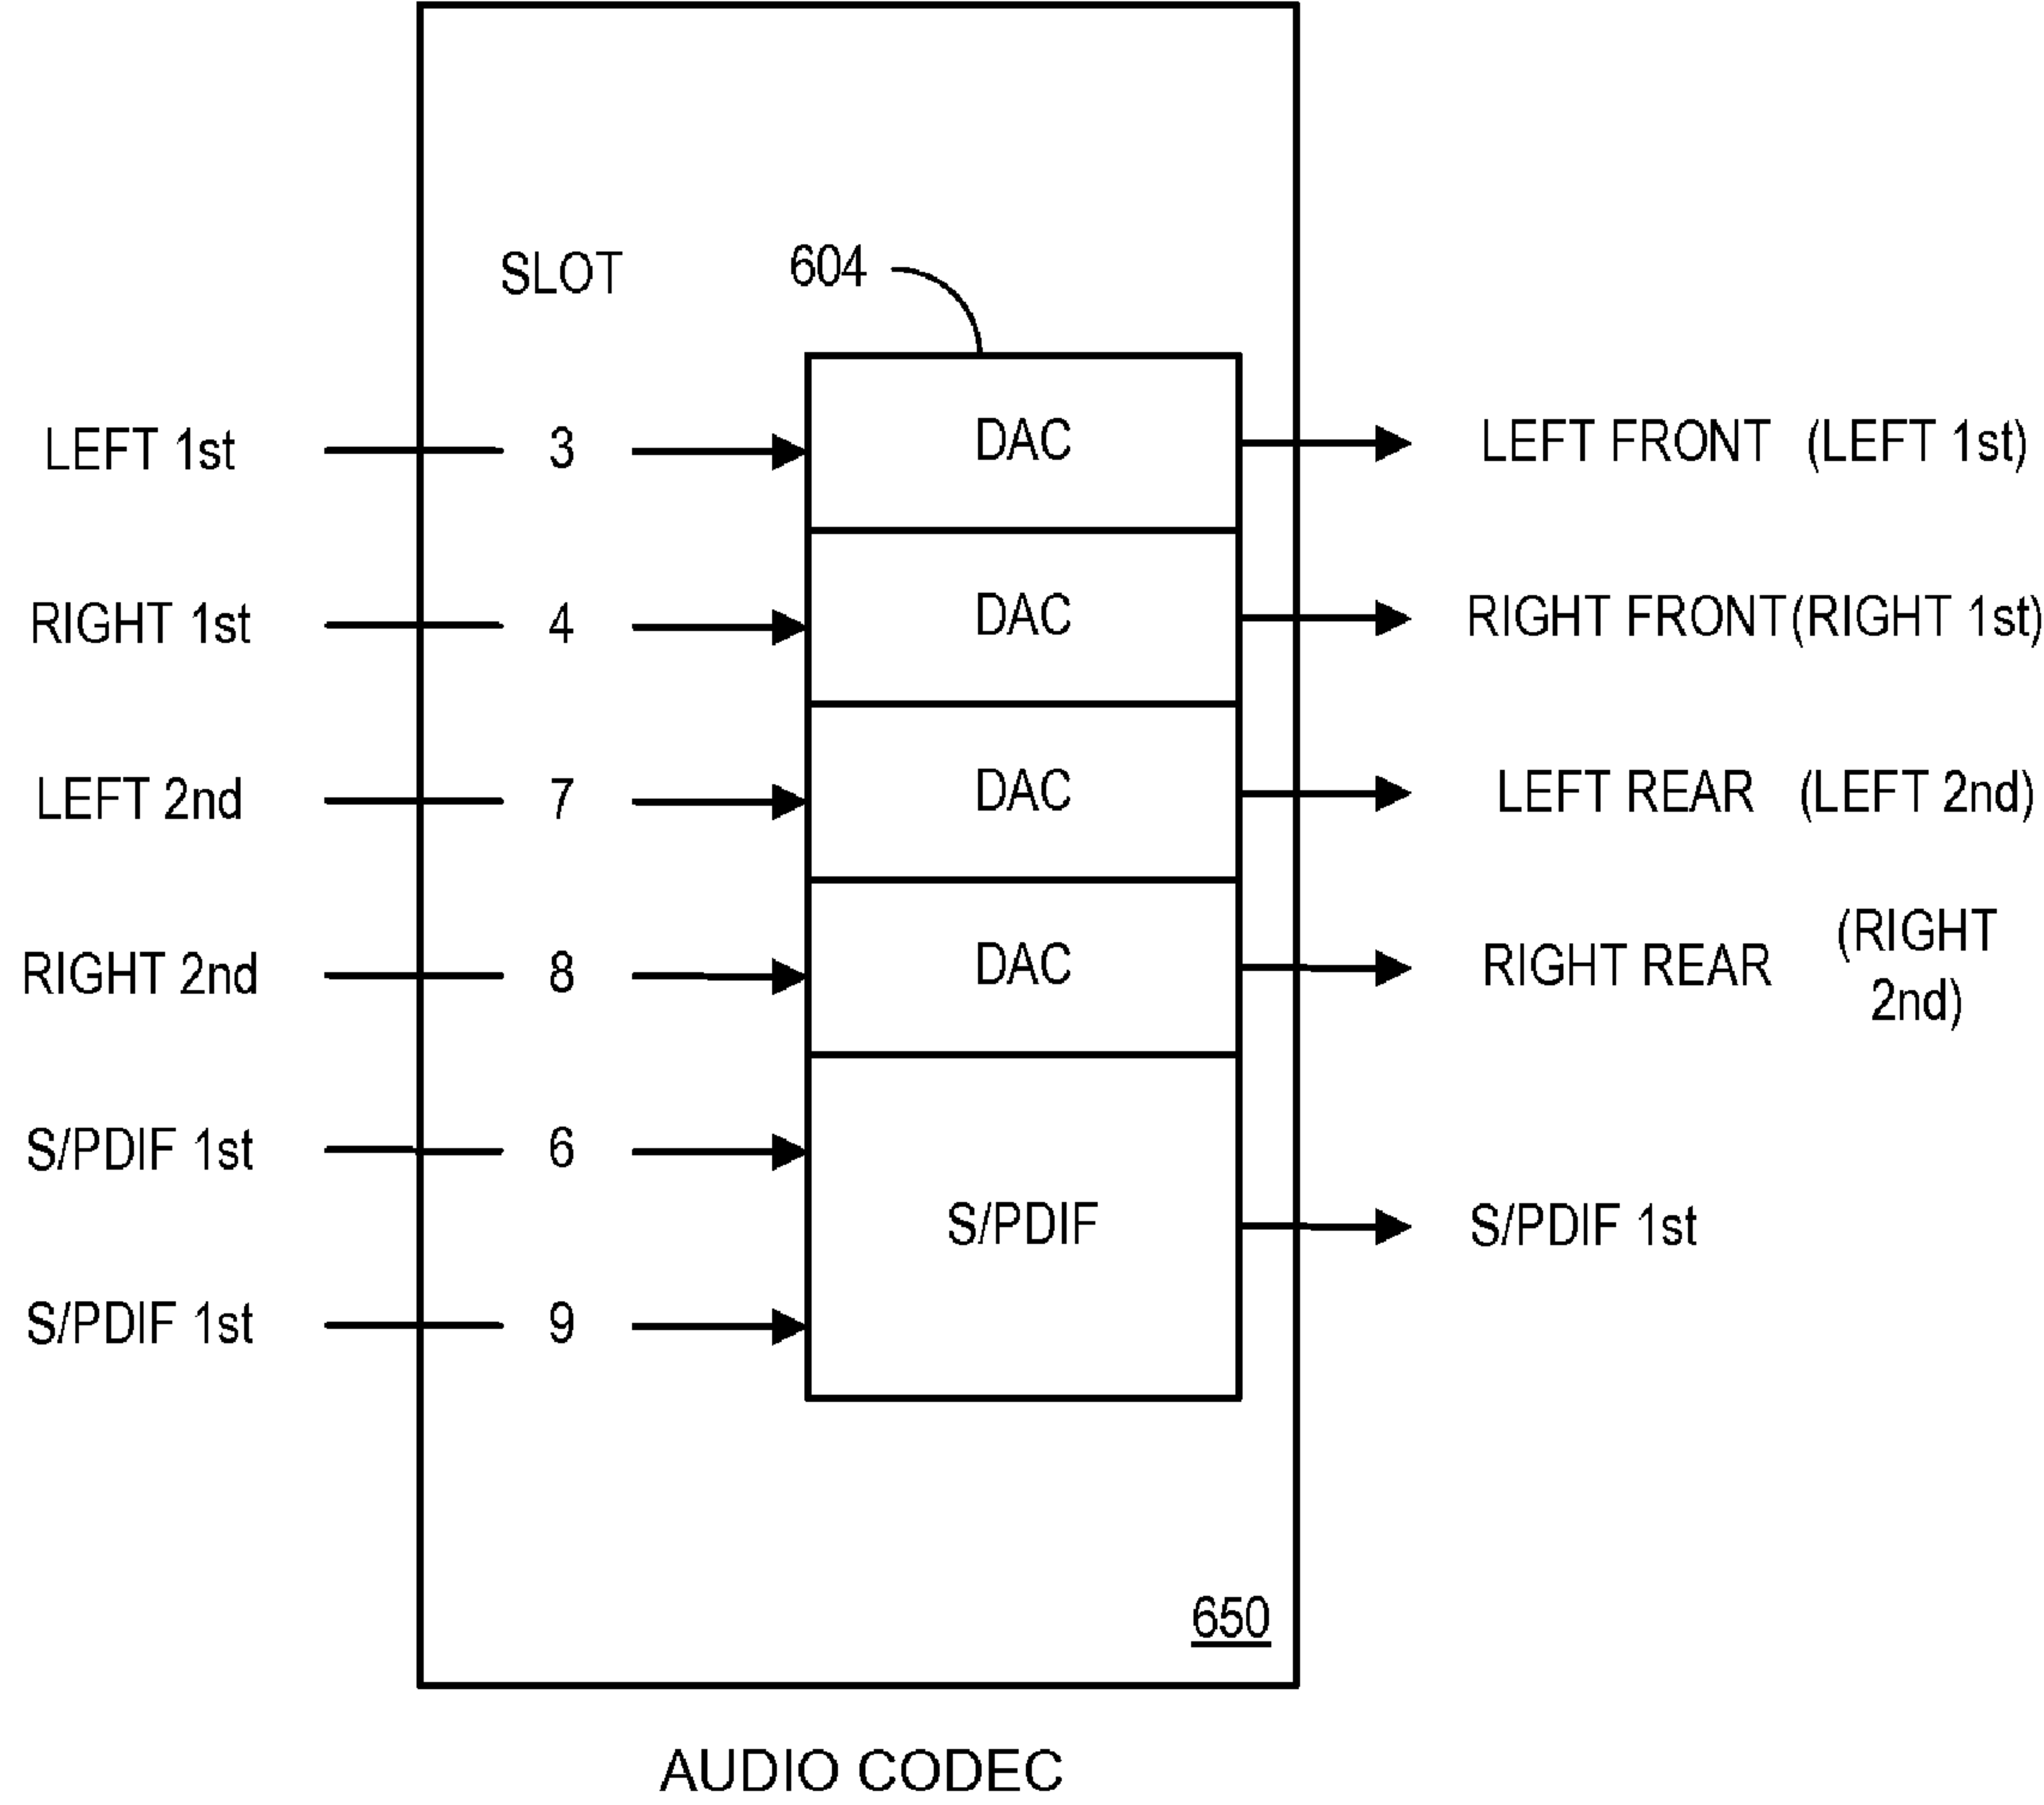 SLOT 604
LEFT 1st 3 DAC LEFT FRONT (LEFT 1st)
RIGHT 1st 4 DAC RIGHT FRONT (RIGHT 1st)
LEFT 2nd 7 DAC LEFT REAR (LEFT 2nd)
RIGHT 2nd 8 DAC RIGHT REAR (RIGHT
2nd)
S/PDIF 1st 6
S/PDIF S/PDIF 1st
S/PDIF 1st 9
650
AUDIO CODEC